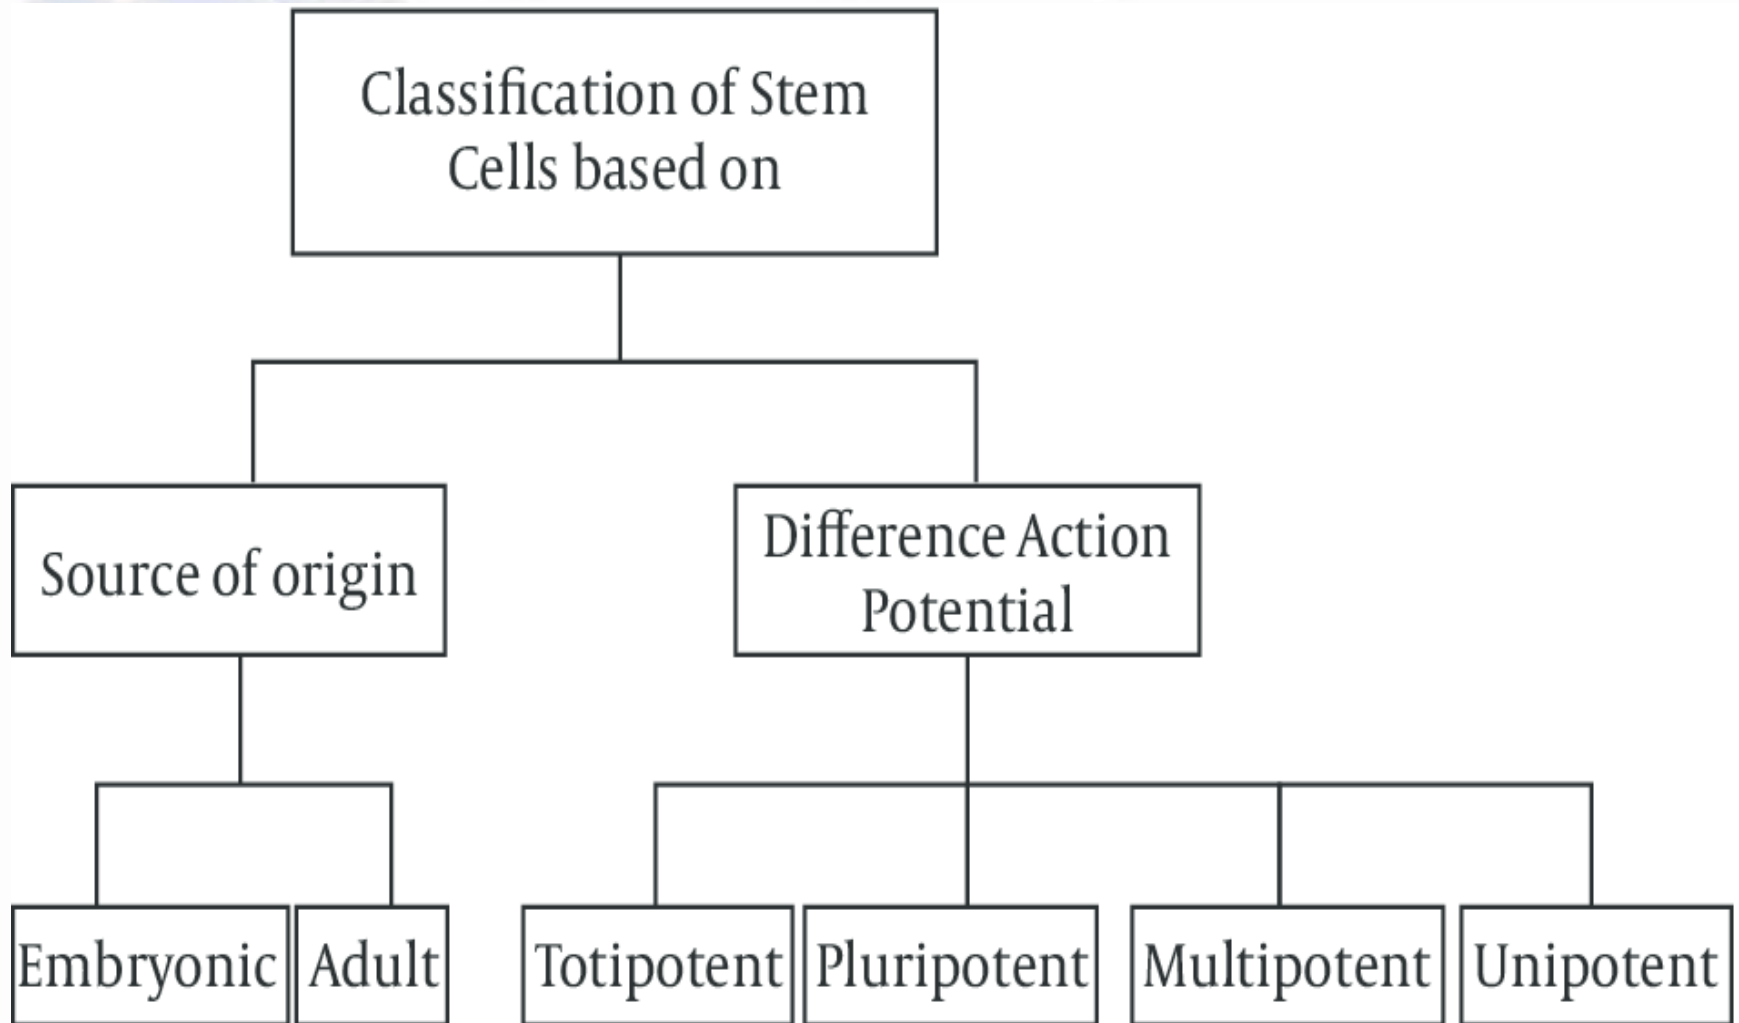 Classification of Stem
Cells based on
Source of origin
Difference Action
Potential
Embryonic
Adult
Totipotent
Pluripotent
Multipotent
Unipotent